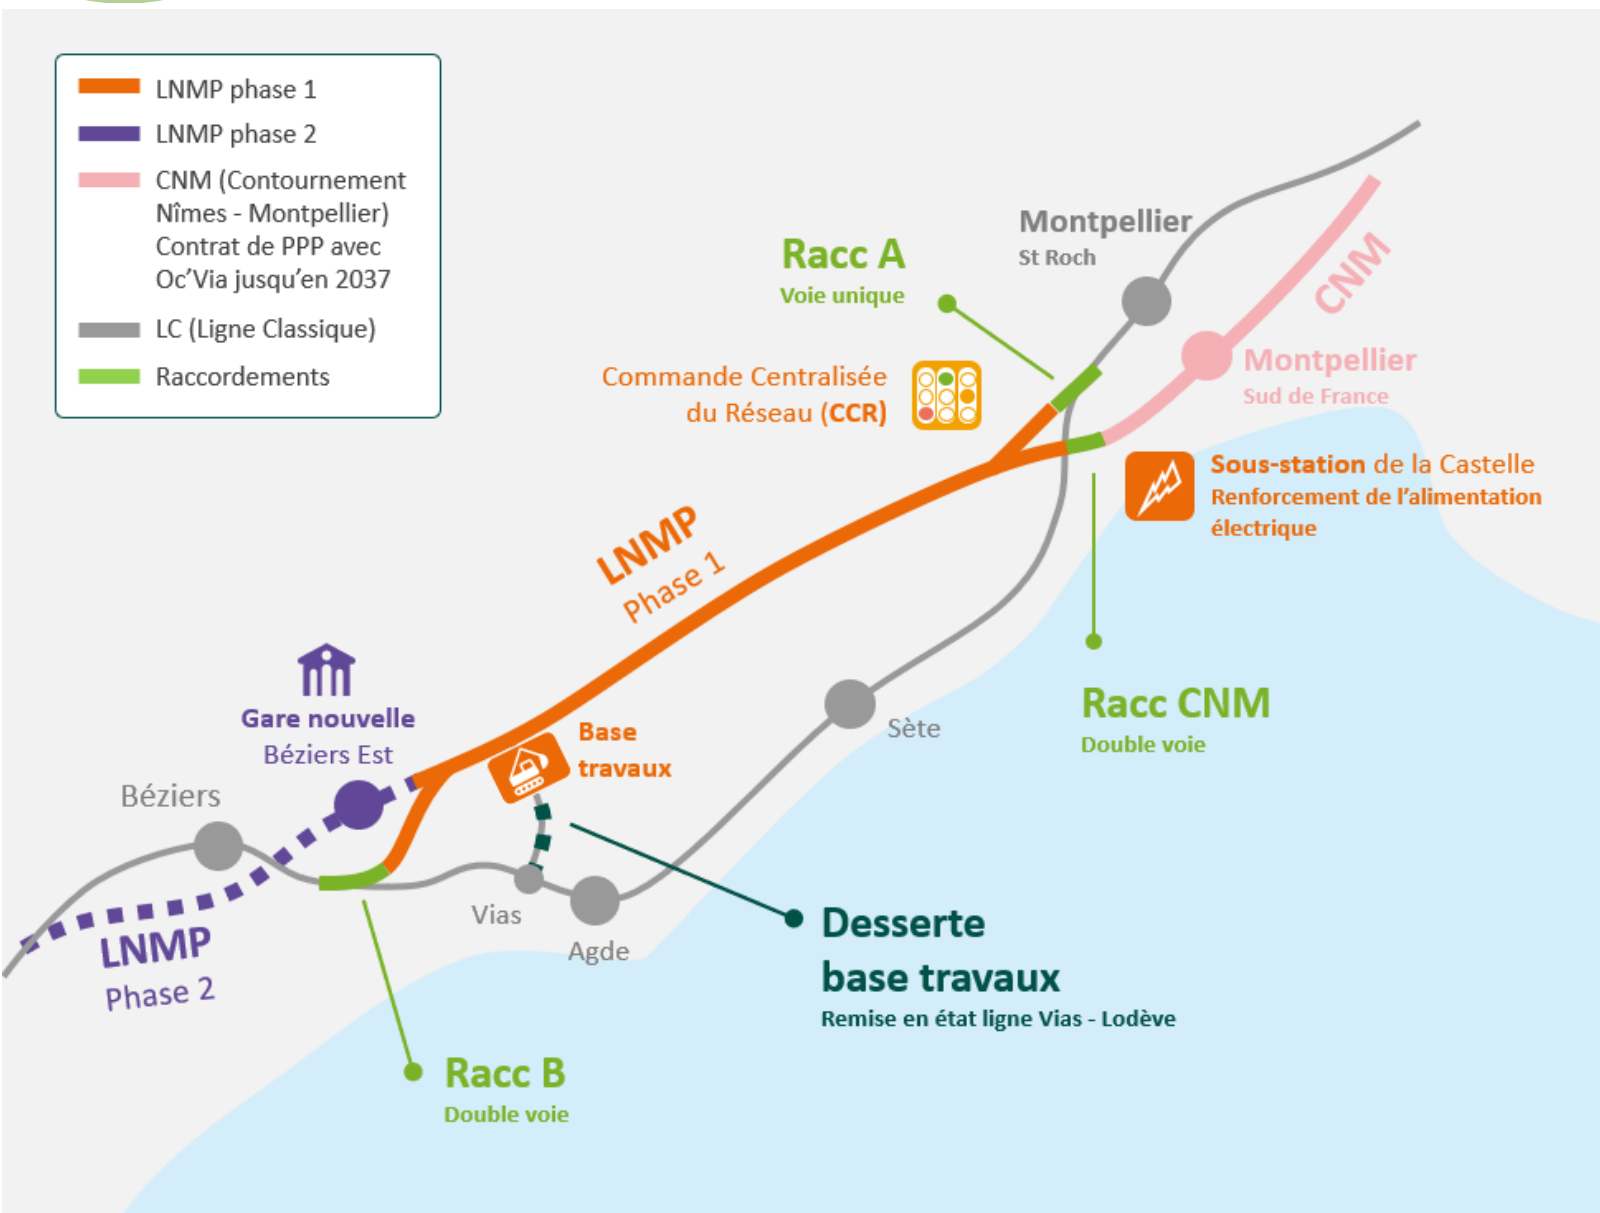 LNMP phase 1
LNMP phase 2
CNM (Contournement
Nîmes - Montpellier)
Contrat de PPP avec
Oc'Via jusqu'en 2037
LC (Ligne Classique)
Raccordements
Montpellier
St Roch
Racc A
Voie unique
CNM
Commande Centralisée
du Réseau (CCR)
Montpellier
Sud de France
Sous-station de la Castelle
Renforcement de l'alimentation
électrique
LNMP
Phase 1
Gare nouvelle
Béziers Est
Base
travaux
Sète
Racc CNM
Double voie
Béziers
Vias
Agde
LNMP
Phase 2
Desserte
base travaux
Remise en état ligne Vias - Lodève
Racc B
Double voie